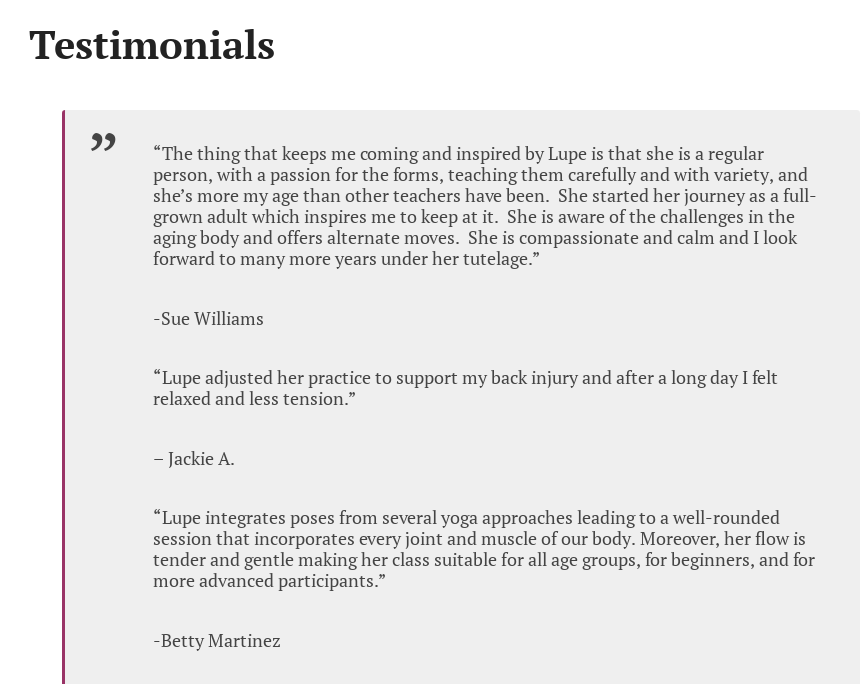 Testimonials
”
“The thing that keeps me coming and inspired by Lupe is that she is a regular
person, with a passion for the forms, teaching them carefully and with variety, and
she’s more my age than other teachers have been.  She started her journey as a full-
grown adult which inspires me to keep at it.  She is aware of the challenges in the
aging body and offers alternate moves.  She is compassionate and calm and I look
forward to many more years under her tutelage.”
-Sue Williams
“Lupe adjusted her practice to support my back injury and after a long day I felt
relaxed and less tension.”
– Jackie A.
“Lupe integrates poses from several yoga approaches leading to a well-rounded
session that incorporates every joint and muscle of our body. Moreover, her flow is
tender and gentle making her class suitable for all age groups, for beginners, and for
more advanced participants.”
-Betty Martinez